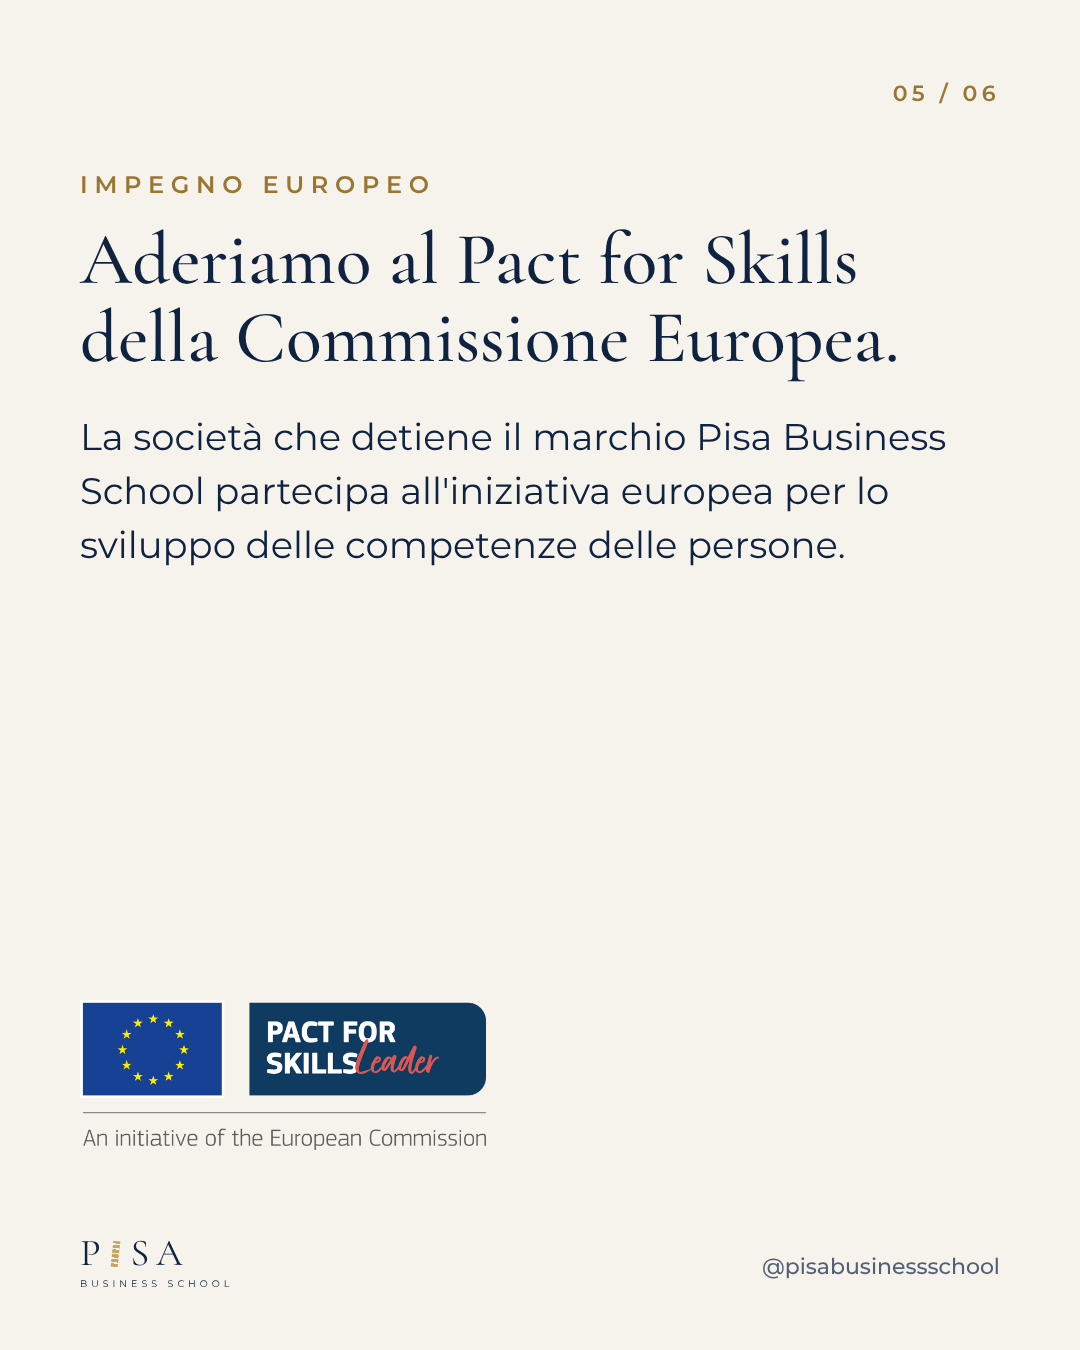 05 / 06
IMPEGNO EUROPEO
Aderiamo al Pact for Skills
della Commissione Europea.
La società che detiene il marchio Pisa Business
School partecipa all'iniziativa europea per lo
sviluppo delle competenze delle persone.
PACT FOR
SKILLS Leader
An initiative of the European Commission
PISA
BUSINESS SCHOOL
@pisabusinessschool